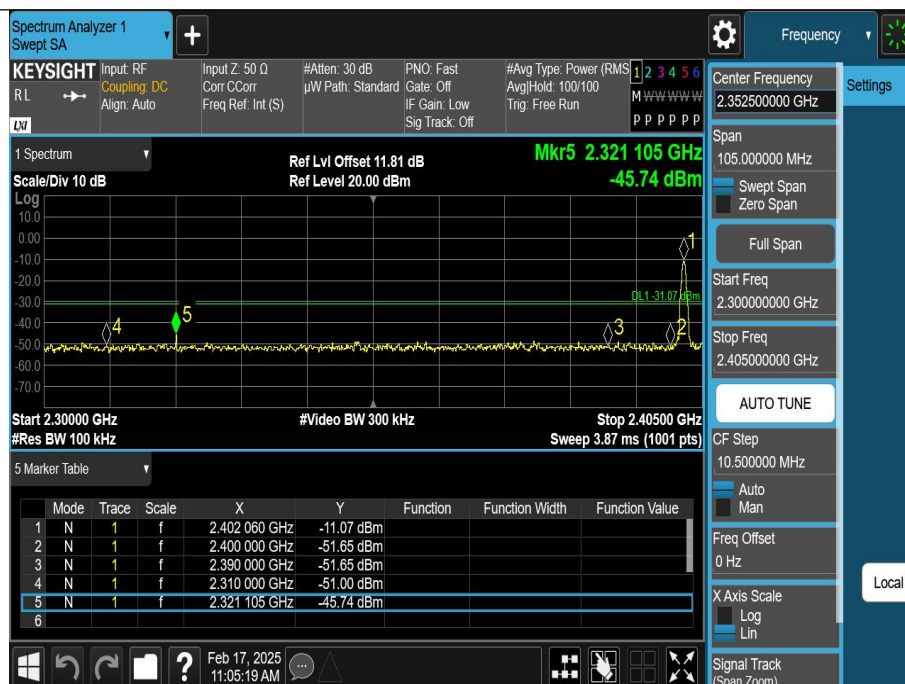 Spectrum Analyzer 1
Swept SA
+
Frequency
KEYSIGHT
RL
LXI
Input: RF
Coupling: DC
Align: Auto
Input Z: 50 Ω
Corr CCorr
Freq Ref: Int (S)
#Atten: 30 dB
µW Path: Standard
PNO: Fast
Gate: Off
IF Gain: Low
Sig Track: Off
#Avg Type: Power (RMS
Avg|Hold: 100/100
Trig: Free Run
1 2 3 4 5 6
M W W W W W
P P P P P P
1 Spectrum
Scale/Div 10 dB
Ref Lvl Offset 11.81 dB
Ref Level 20.00 dBm
Mkr5 2.321 105 GHz
-45.74 dBm
Log
10.0
0.00
-10.0
-20.0
-30.0
-40.0
-50.0
-60.0
-70.0
1
DL1 -31.07 dBm
4
5
3
2
Start 2.30000 GHz
#Video BW 300 kHz
Stop 2.40500 GHz
#Res BW 100 kHz
Sweep 3.87 ms (1001 pts)
5 Marker Table
Mode Trace Scale X Y Function Function Width Function Value
1 N 1 f 2.402 060 GHz -11.07 dBm
2 N 1 f 2.400 000 GHz -51.65 dBm
3 N 1 f 2.390 000 GHz -51.65 dBm
4 N 1 f 2.310 000 GHz -51.00 dBm
5 N 1 f 2.321 105 GHz -45.74 dBm
6
?
Feb 17, 2025
11:05:19 AM
Center Frequency
2.352500000 GHz
Settings
Span
105.000000 MHz
Swept Span
Zero Span
Full Span
Start Freq
2.300000000 GHz
Stop Freq
2.405000000 GHz
AUTO TUNE
CF Step
10.500000 MHz
Auto
Man
Freq Offset
0 Hz
Local
X Axis Scale
Log
Lin
Signal Track
(Span Zoom)